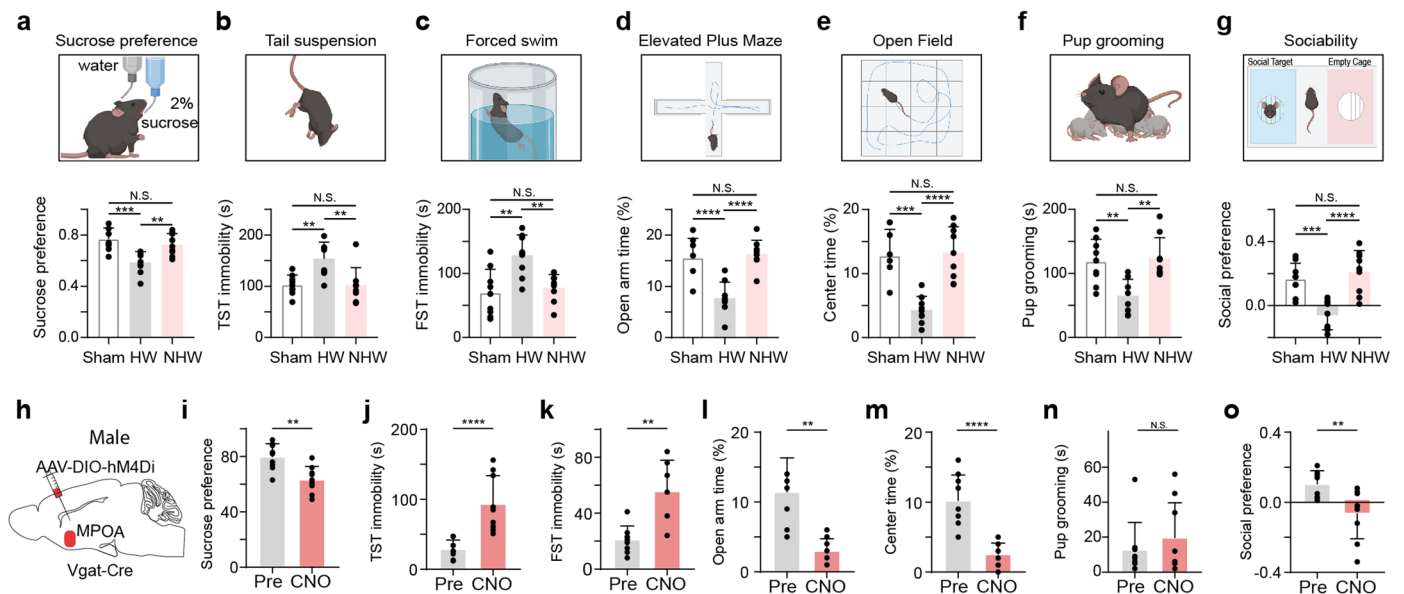 a
Sucrose preference
water
2%
sucrose
N.S.
***
**
Sucrose preference
0.8
0.4
0.0
Sham HW NHW
b
Tail suspension
N.S.
**
**
TST immobility (s)
200
100
0
Sham HW NHW
c
Forced swim
N.S.
**
**
FST immobility (s)
200
100
0
Sham HW NHW
d
Elevated Plus Maze
N.S.
****
****
Open arm time (%)
20
10
0
Sham HW NHW
e
Open Field
N.S.
***
****
Center time (%)
20
10
0
Sham HW NHW
f
Pup grooming
N.S.
**
**
Pup grooming (s)
200
100
0
Sham HW NHW
g
Sociability
Social Target
Empty Cage
N.S.
***
****
Social preference
0.4
0.0
Sham HW NHW
h
Male
AAV-DIO-hM4Di
MPOA
Vgat-Cre
i
**
Sucrose preference
80
40
0
Pre CNO
j
****
TST immobility (s)
200
100
0
Pre CNO
k
**
FST immobility (s)
80
40
0
Pre CNO
l
**
Open arm time (%)
20
10
0
Pre CNO
m
****
Center time (%)
20
10
0
Pre CNO
n
N.S.
Pup grooming (s)
60
40
20
0
Pre CNO
o
**
Social preference
0.4
0.0
-0.4
Pre CNO